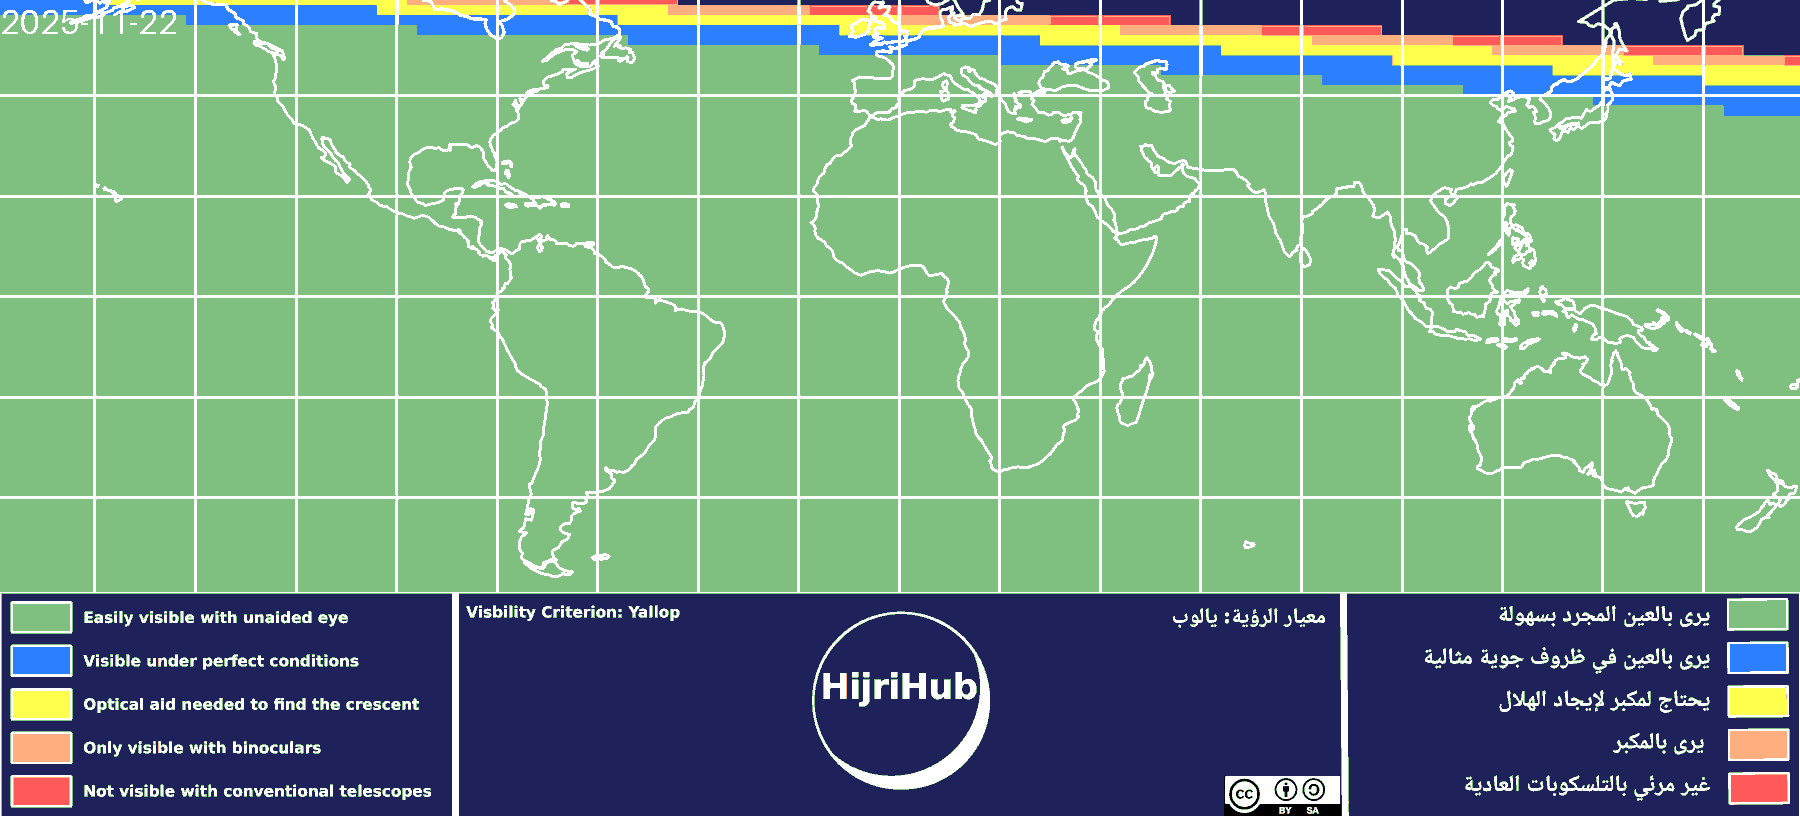 2025-11-22
Easily visible with unaided eye
Visible under perfect conditions
Optical aid needed to find the crescent
Only visible with binoculars
Not visible with conventional telescopes
Visbility Criterion: Yallop
معيار الرؤية: يالوب
HijriHub
cc
BY SA
يرى بالعين المجرد بسهولة
يرى بالعين في ظروف جوية مثالية
يحتاج لمكبر لإيجاد الهلال
يرى بالمكبر
غير مرئي بالتلسكوبات العادية